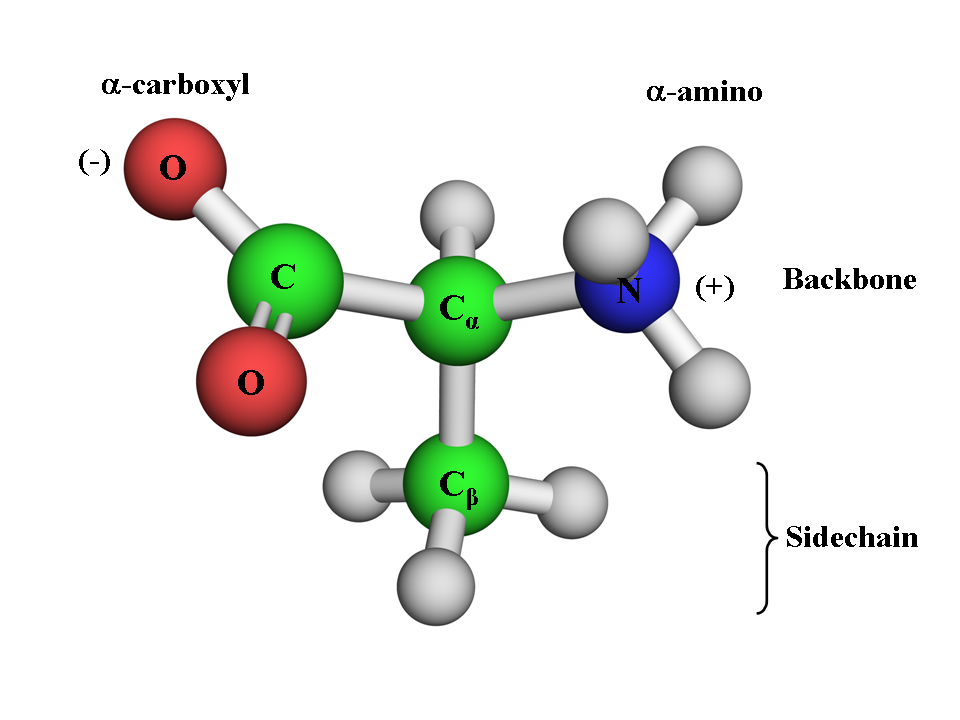 α-carboxyl
α-amino
(-)
O
C
Cα
N
(+)
Backbone
O
Cβ
Sidechain